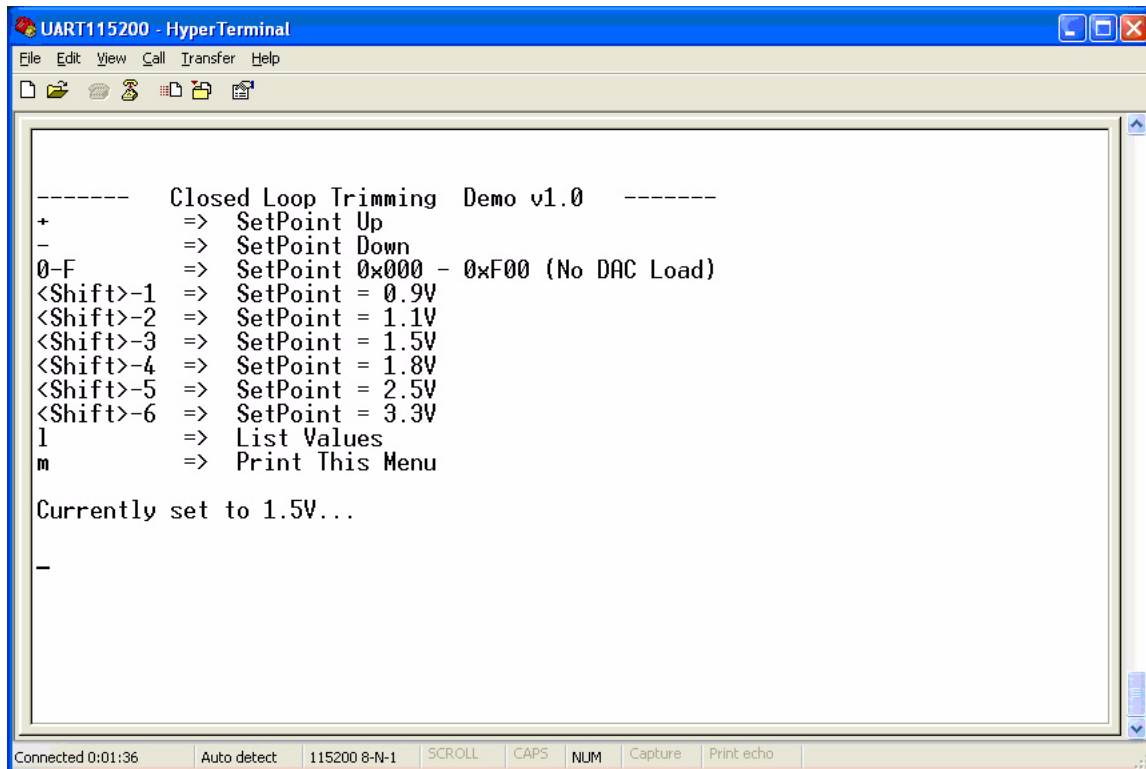 UART115200 - HyperTerminal
File Edit View Call Transfer Help
-------   Closed Loop Trimming  Demo v1.0   -------
+          =>  SetPoint Up
-          =>  SetPoint Down
0-F        =>  SetPoint 0x000 - 0xF00 (No DAC Load)
<Shift>-1  =>  SetPoint = 0.9V
<Shift>-2  =>  SetPoint = 1.1V
<Shift>-3  =>  SetPoint = 1.5V
<Shift>-4  =>  SetPoint = 1.8V
<Shift>-5  =>  SetPoint = 2.5V
<Shift>-6  =>  SetPoint = 3.3V
l          =>  List Values
m          =>  Print This Menu
Currently set to 1.5V...
_
Connected 0:01:36 Auto detect 115200 8-N-1 SCROLL CAPS NUM Capture Print echo